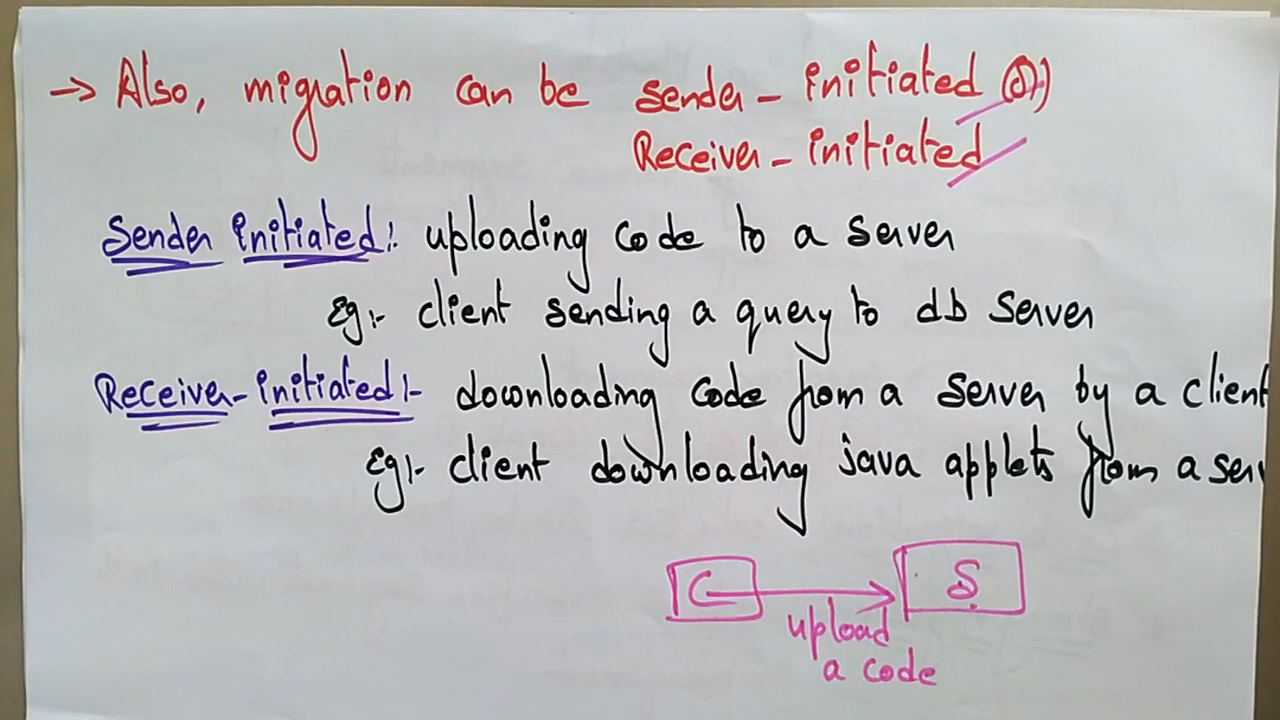 → Also, migration can be sender - initiated (or)
Receiver - initiated
Sender initiated:- uploading code to a server
Eg:- client sending a query to db server
Receiver - initiated:- downloading code from a server by a client
Eg:- client downloading java applets from a ser
C S
upload
a code